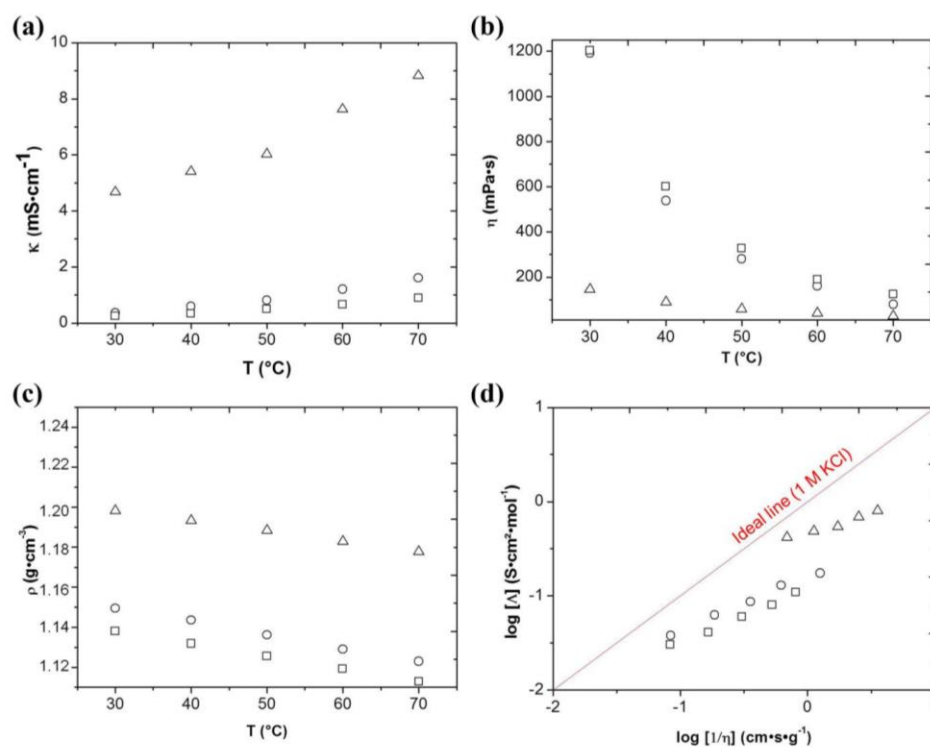 (a)
10
8
6
4
2
0
κ (mS•cm⁻¹)
30 40 50 60 70
T (°C)
(b)
1200
1000
800
600
400
200
η (mPa•s)
30 40 50 60 70
T (°C)
(c)
1.24
1.22
1.20
1.18
1.16
1.14
1.12
ρ (g•cm⁻³)
30 40 50 60 70
T (°C)
(d)
1
0
-1
-2
log [Λ] (S•cm²•mol⁻¹)
Ideal line (1 M KCl)
-2 -1 0
log [1/η] (cm•s•g⁻¹)